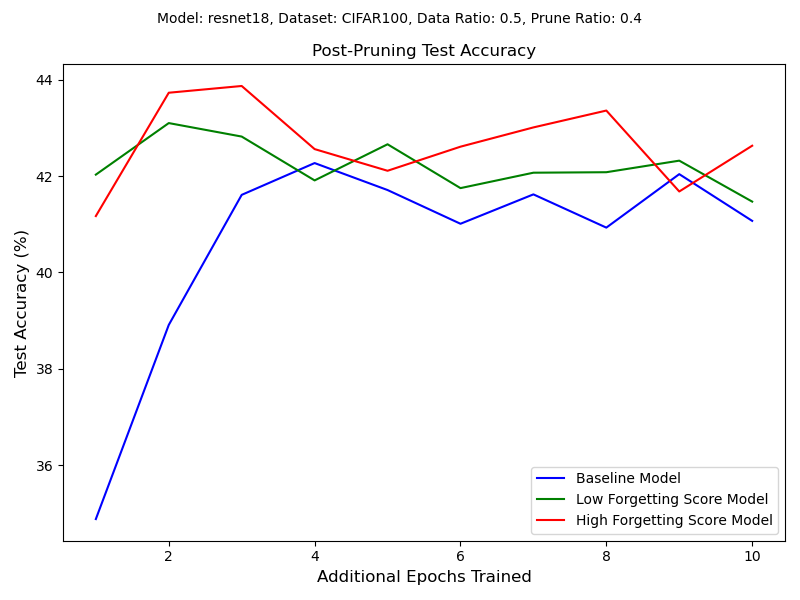 Model: resnet18, Dataset: CIFAR100, Data Ratio: 0.5, Prune Ratio: 0.4
Post-Pruning Test Accuracy
44
42
40
38
36
Test Accuracy (%)
2
4
6
8
10
Additional Epochs Trained
Baseline Model
Low Forgetting Score Model
High Forgetting Score Model